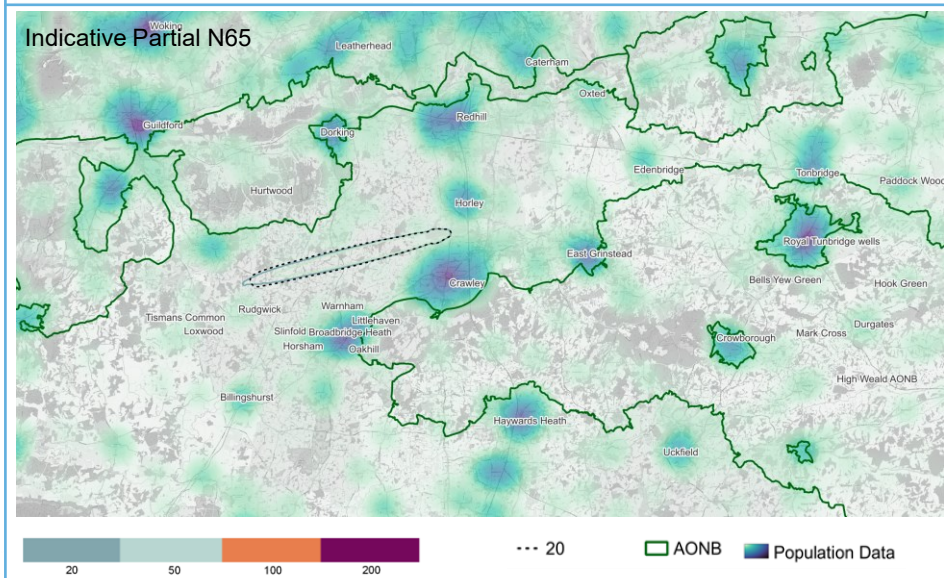 Indicative Partial N65
Woking
Leatherhead
Caterham
Oxted
Guildford
Redhill
Dorking
Edenbridge
Tonbridge
Paddock Wood
Hurtwood
Horley
Royal Tunbridge wells
East Grinstead
Bells Yew Green
Hook Green
Crawley
Rudgwick
Warnham
Tismans Common
Littlehaven
Durgates
Loxwood
Slinfold
Broadbridge Heath
Mark Cross
Crowborough
Horsham
Oakhill
High Weald AONB
Billingshurst
Haywards Heath
Uckfield
20 50 100 200
20
AONB
Population Data